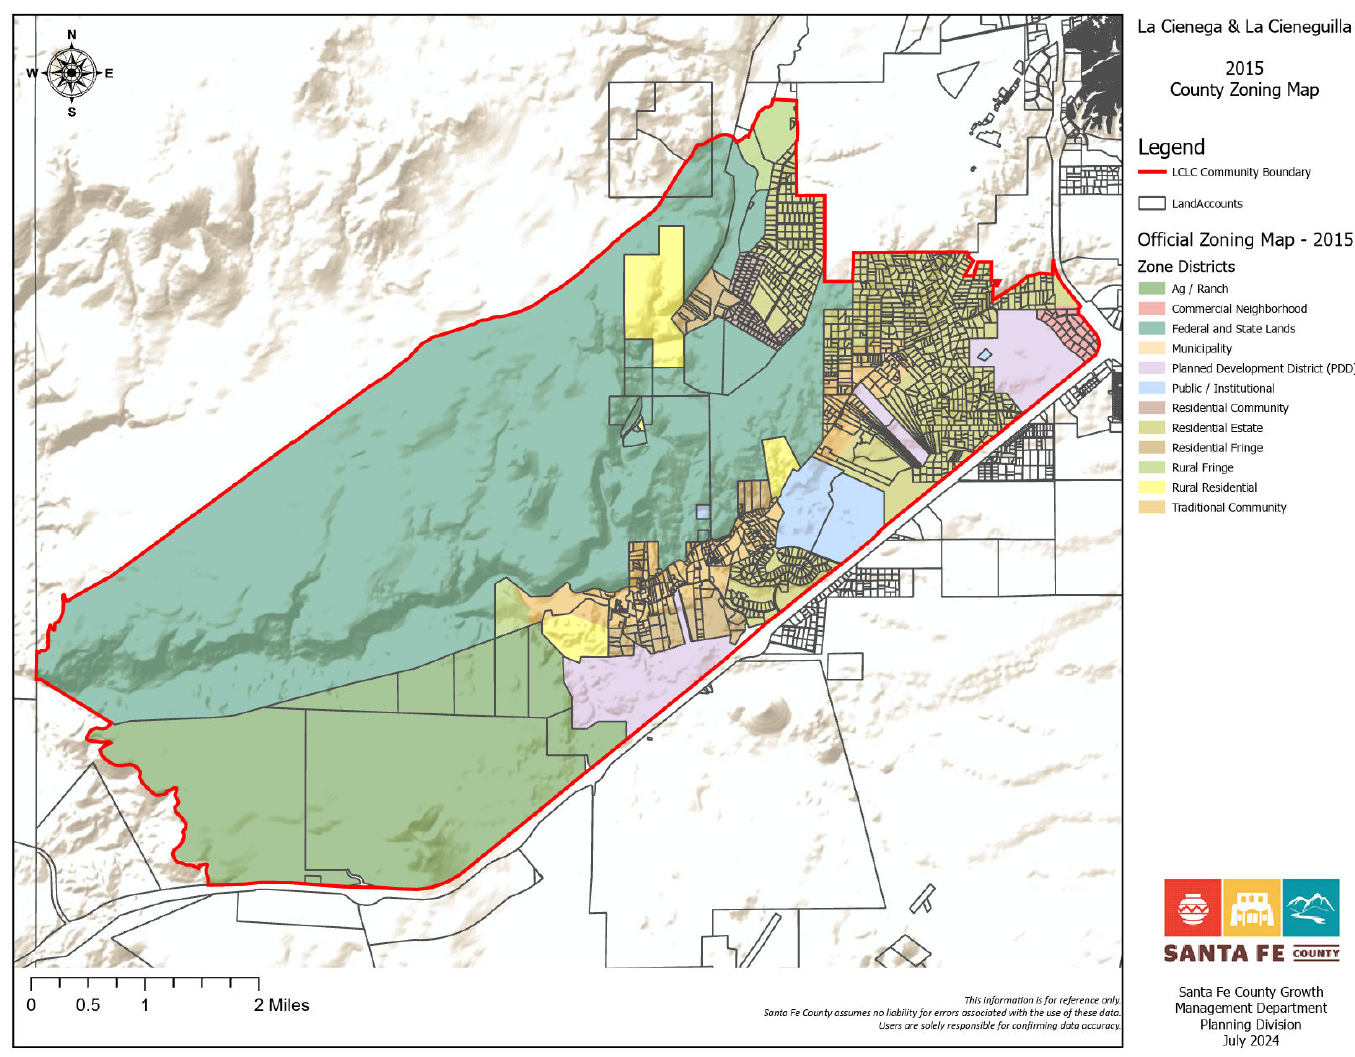 La Cienega & La Cieneguilla
2015
County Zoning Map
Legend
LCLC Community Boundary
LandAccounts
Official Zoning Map - 2015
Zone Districts
Ag / Ranch
Commercial Neighborhood
Federal and State Lands
Municipality
Planned Development District (PDD)
Public / Institutional
Residential Community
Residential Estate
Residential Fringe
Rural Fringe
Rural Residential
Traditional Community
N
W E
S
0 0.5 1 2 Miles
This information is for reference only.
Santa Fe County assumes no liability for errors associated with the use of these data.
Users are solely responsible for confirming data accuracy.
SANTA FE COUNTY
Santa Fe County Growth
Management Department
Planning Division
July 2024